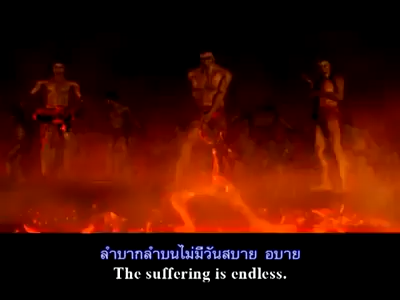 ลำบากลำบนไม่มีวันสบาย อบาย
The suffering is endless.